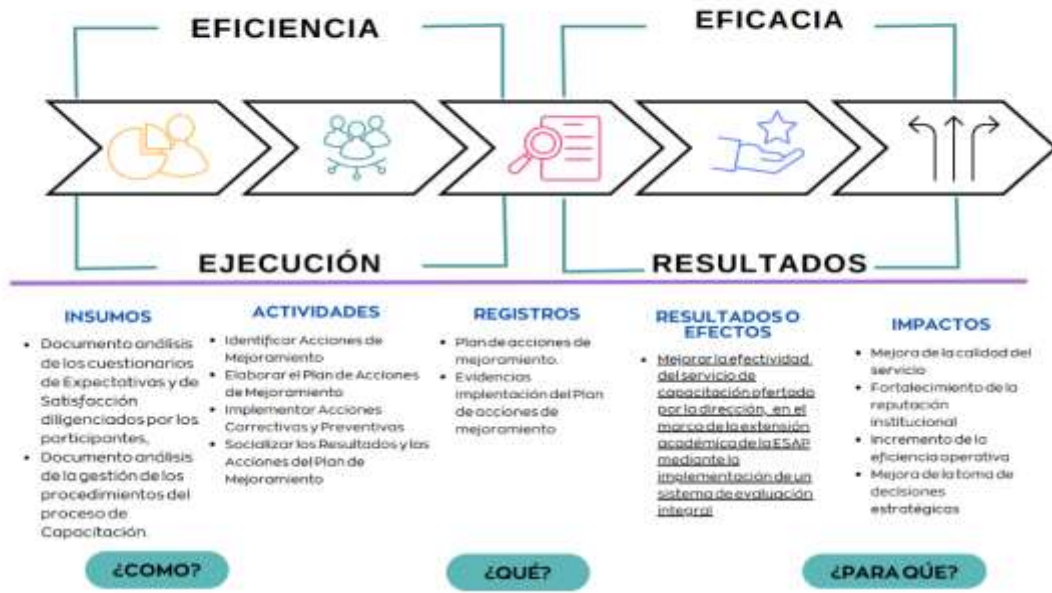 EFICIENCIA
EFICACIA
EJECUCIÓN
RESULTADOS
INSUMOS
• Documento análisis
de los cuestionarios
de Expectativas y de
Satisfacción
diligenciados por los
participantes,
• Documento análisis
de la gestión de los
procedimientos del
proceso de
Capacitación.
ACTIVIDADES
• Identificar Acciones de
Mejoramiento
• Elaborar el Plan de Acciones
de Mejoramiento
• Implementar Acciones
Correctivas y Preventivas
• Socializar los Resultados y las
Acciones del Plan de
Mejoramiento
REGISTROS
• Plan de acciones de
mejoramiento.
• Evidencias
implentación del Plan
de acciones de
mejoramiento
RESULTADOS O
EFECTOS
• Mejorar la efectividad
del servicio de
capacitación ofertado
por la dirección, en el
marco de la extensión
académica de la ESAP
mediante la
implementación de un
sistema de evaluación
integral
IMPACTOS
• Mejora de la calidad del
servicio
• Fortalecimiento de la
reputación
institucional
• Incremento de la
eficiencia operativa
• Mejora de la toma de
decisiones
estratégicas
¿COMO?
¿QUÉ?
¿PARA QÚE?